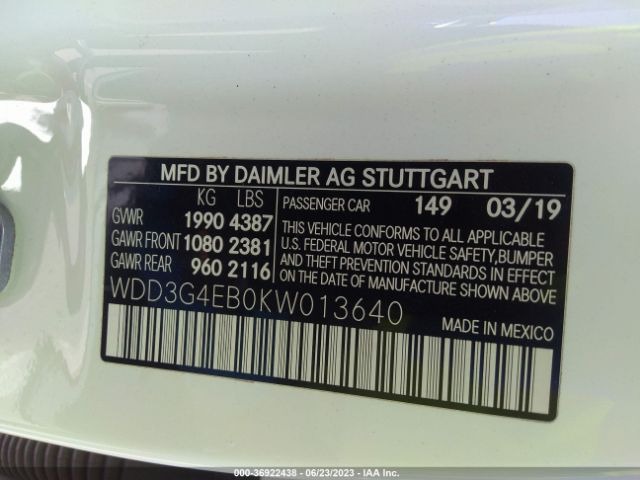 MFD BY DAIMLER AG STUTTGART
KG LBS
GVWR 1990 4387
GAWR FRONT 1080 2381
GAWR REAR 960 2116
PASSENGER CAR 149 03/19
THIS VEHICLE CONFORMS TO ALL APPLICABLE
U.S. FEDERAL MOTOR VEHICLE SAFETY, BUMPER
AND THEFT PREVENTION STANDARDS IN EFFECT
ON THE DATE OF MANUFACTURE SHOWN ABOVE.
WDD3G4EB0KW013640
MADE IN MEXICO
000-36922438 - 06/23/2023 - IAA Inc.